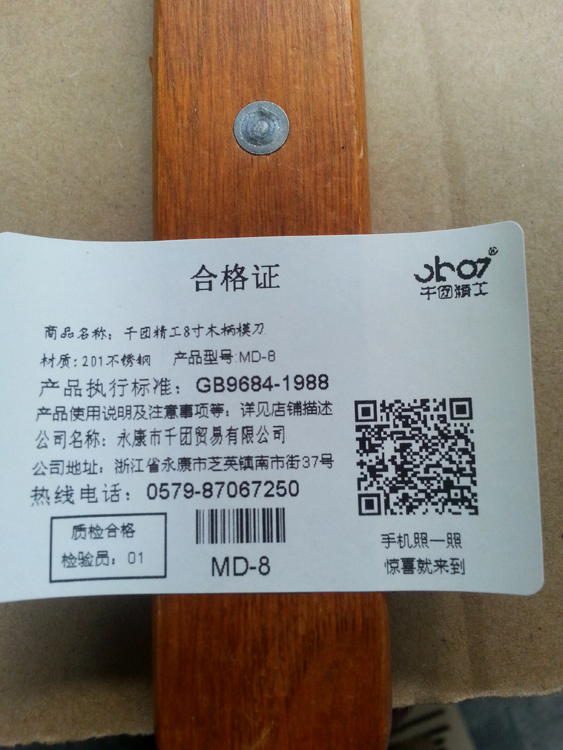 合格证
千团精工
商品名称：千团精工8寸木柄模刀
材质:201不锈钢 产品型号:MD-8
产品执行标准：GB9684-1988
产品使用说明及注意事项等：详见店铺描述
公司名称：永康市千团贸易有限公司
公司地址：浙江省永康市芝英镇南市街37号
热线电话：0579-87067250
质检合格
检验员：01
MD-8
手机照一照
惊喜就来到